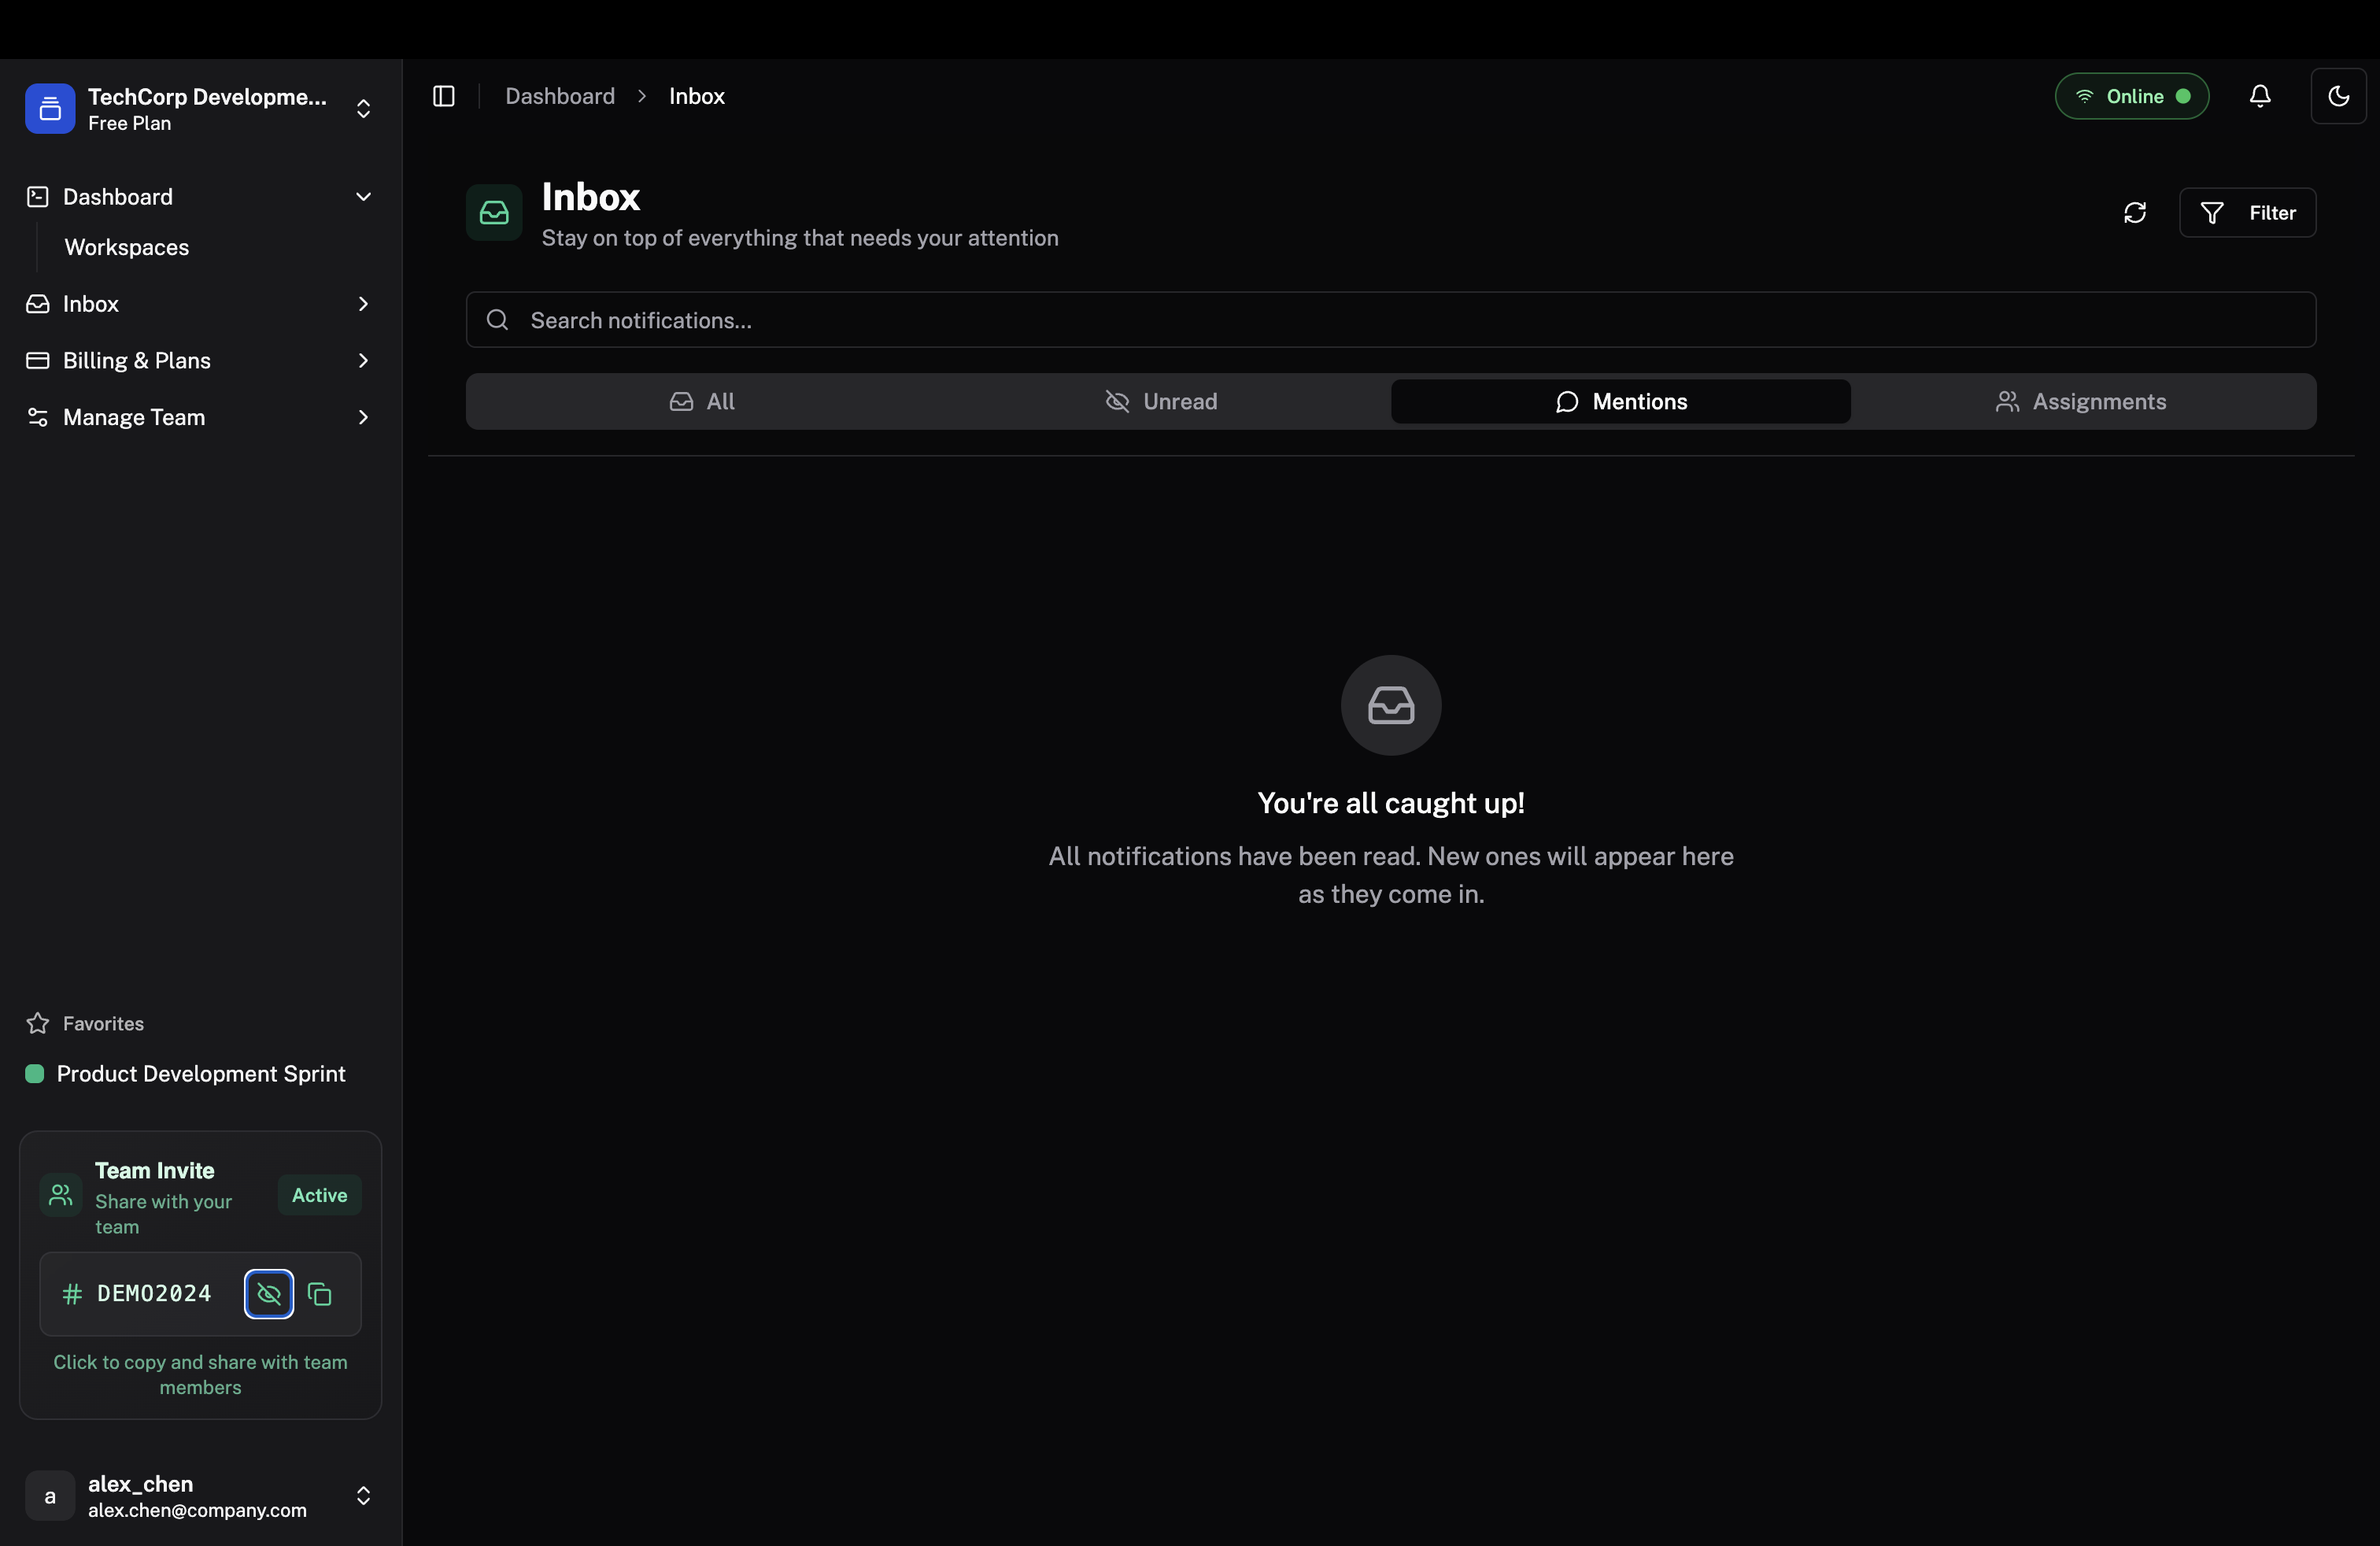 TechCorp Developme...
Free Plan
Dashboard
Workspaces
Inbox
Billing & Plans
Manage Team
Favorites
Product Development Sprint
Team Invite
Share with your
team
Active
# DEMO2024
Click to copy and share with team
members
a
alex_chen
alex.chen@company.com
Dashboard > Inbox
Online
Inbox
Stay on top of everything that needs your attention
Filter
Search notifications...
All
Unread
Mentions
Assignments
You're all caught up!
All notifications have been read. New ones will appear here
as they come in.